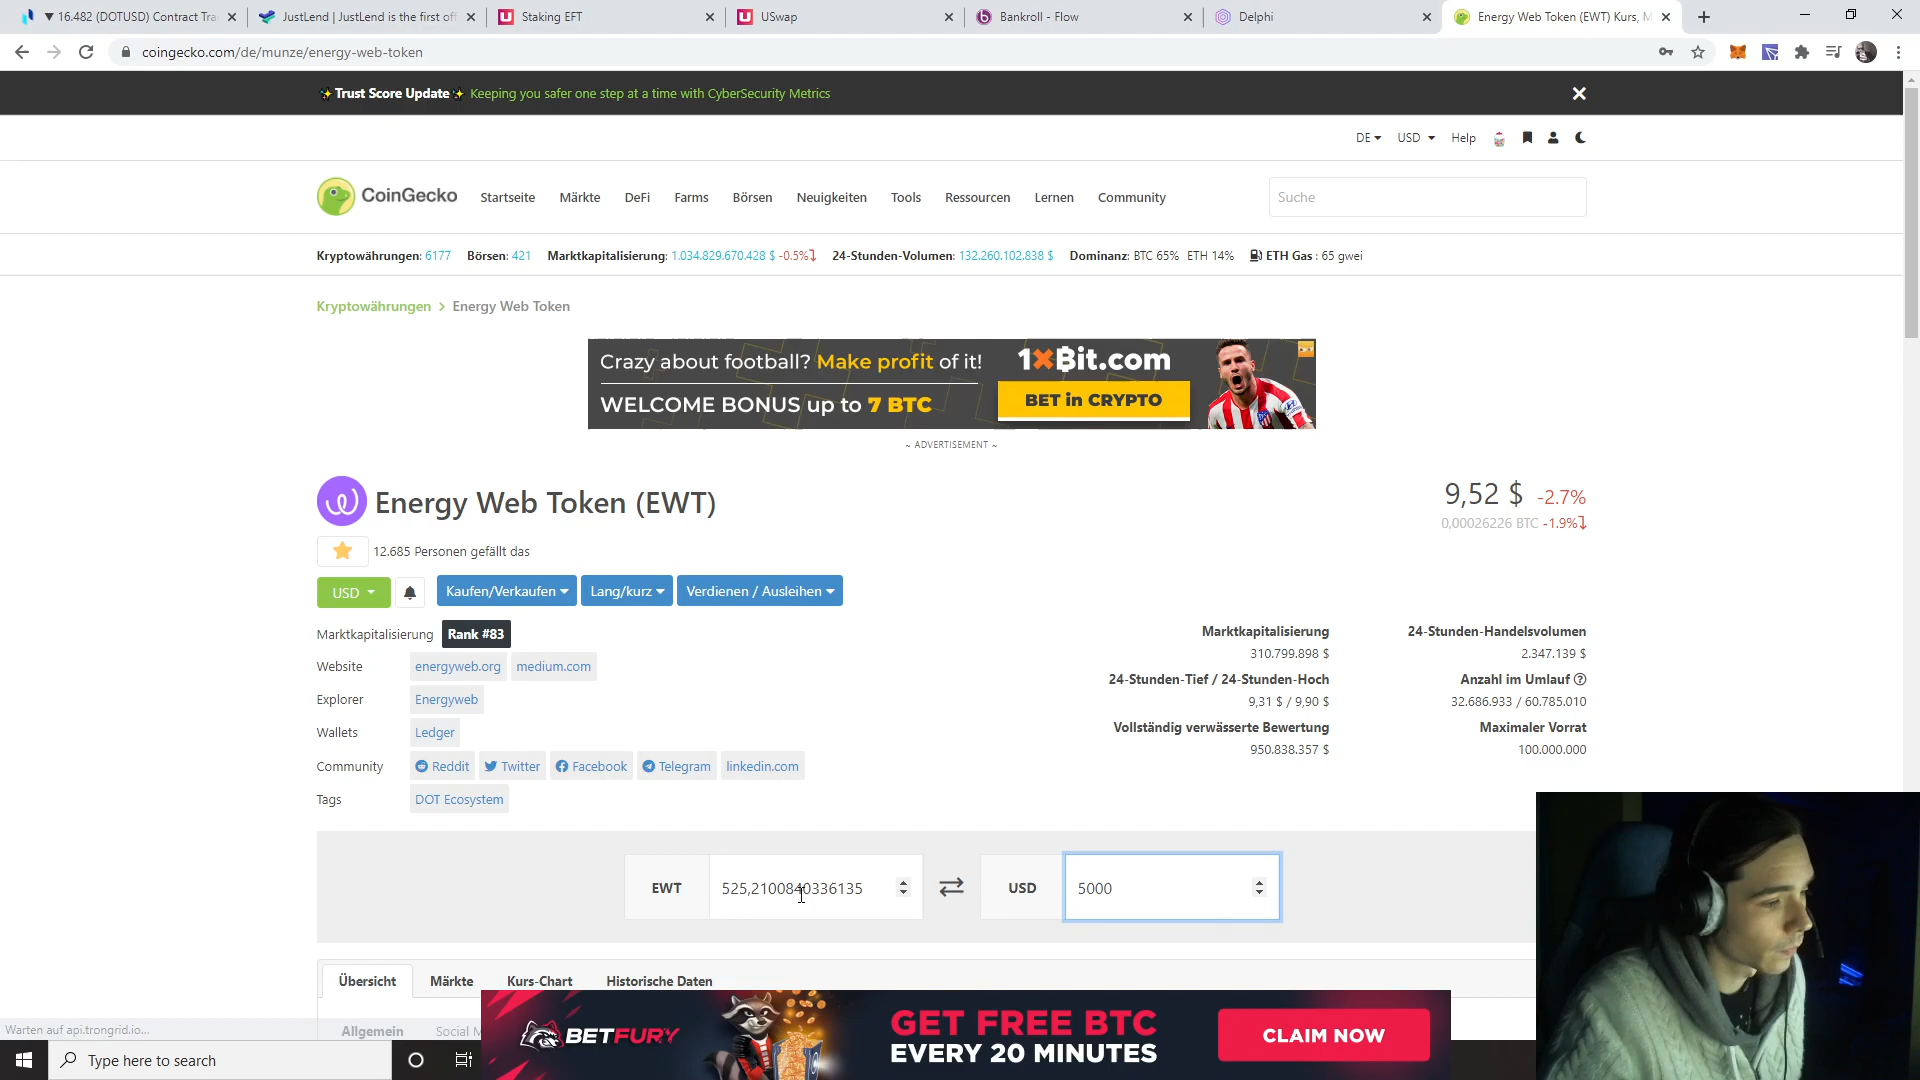 ▼ 16.482 (DOTUSD) Contract Tra
JustLend | JustLend is the first off
Staking EFT
USwap
Bankroll - Flow
Delphi
Energy Web Token (EWT) Kurs, M
coingecko.com/de/munze/energy-web-token
✨Trust Score Update✨ Keeping you safer one step at a time with CyberSecurity Metrics
DE
USD
Help
CoinGecko
Startseite
Märkte
DeFi
Farms
Börsen
Neuigkeiten
Tools
Ressourcen
Lernen
Community
Suche
Kryptowährungen: 6177
Börsen: 421
Marktkapitalisierung: 1.034.829.670.428 $ -0.5%
24-Stunden-Volumen: 132.260.102.838 $
Dominanz: BTC 65% ETH 14%
ETH Gas : 65 gwei
Kryptowährungen > Energy Web Token
Crazy about football? Make profit of it!
WELCOME BONUS up to 7 BTC
1XBit.com
BET in CRYPTO
~ ADVERTISEMENT ~
Energy Web Token (EWT)
9,52 $ -2.7%
0,00026226 BTC -1.9%
12.685 Personen gefällt das
USD
Kaufen/Verkaufen
Lang/kurz
Verdienen / Ausleihen
Marktkapitalisierung Rank #83
Website energyweb.org medium.com
Explorer Energyweb
Wallets Ledger
Community Reddit Twitter Facebook Telegram linkedin.com
Tags DOT Ecosystem
Marktkapitalisierung
310.799.898 $
24-Stunden-Tief / 24-Stunden-Hoch
9,31 $ / 9,90 $
Vollständig verwässerte Bewertung
950.838.357 $
24-Stunden-Handelsvolumen
2.347.139 $
Anzahl im Umlauf
32.686.933 / 60.785.010
Maximaler Vorrat
100.000.000
EWT
525,2100840336135
USD
5000
Übersicht
Märkte
Kurs-Chart
Historische Daten
Allgemein
Social M
Warten auf api.trongrid.io...
BETFURY
GET FREE BTC
EVERY 20 MINUTES
CLAIM NOW
Type here to search